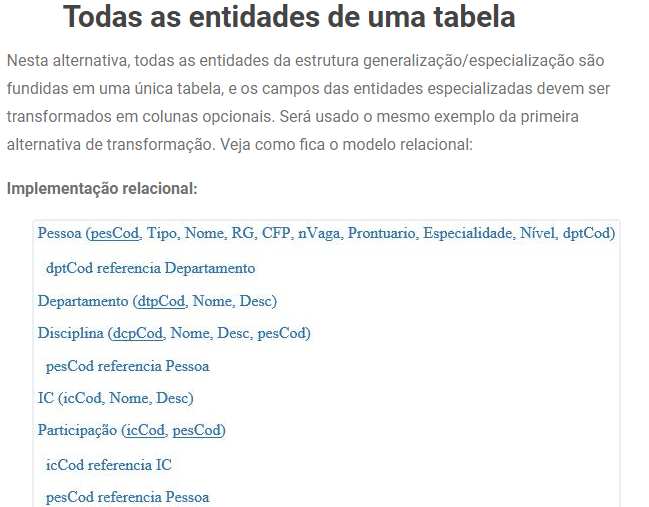 Todas as entidades de uma tabela
Nesta alternativa, todas as entidades da estrutura generalização/especialização são
fundidas em uma única tabela, e os campos das entidades especializadas devem ser
transformados em colunas opcionais. Será usado o mesmo exemplo da primeira
alternativa de transformação. Veja como fica o modelo relacional:
Implementação relacional:
Pessoa (pesCod, Tipo, Nome, RG, CFP, nVaga, Prontuario, Especialidade, Nível, dptCod)
dptCod referencia Departamento
Departamento (dtpCod, Nome, Desc)
Disciplina (dcpCod, Nome, Desc, pesCod)
pesCod referencia Pessoa
IC (icCod, Nome, Desc)
Participação (icCod, pesCod)
icCod referencia IC
pesCod referencia Pessoa